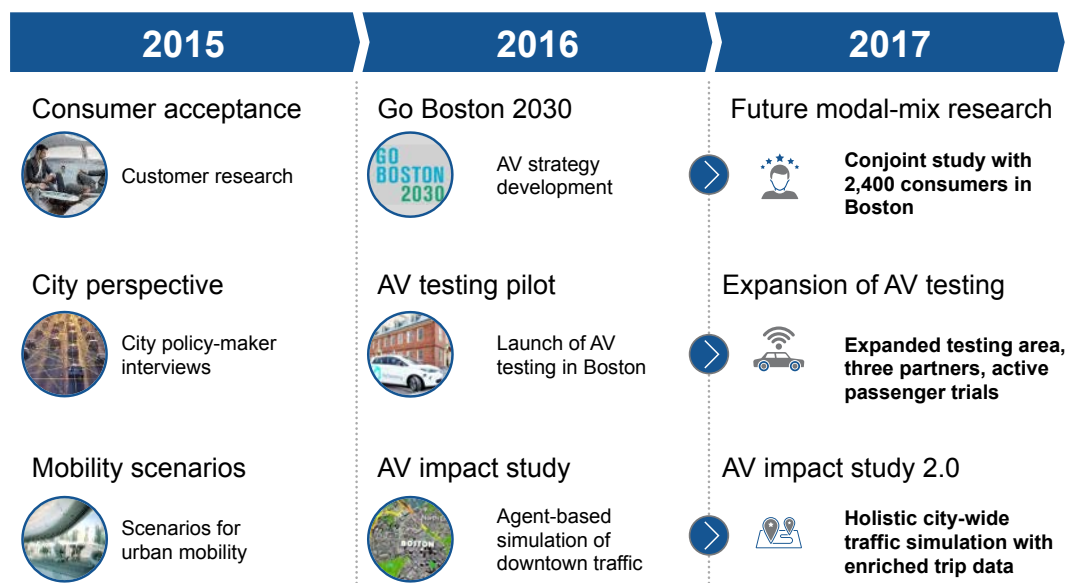 2015
2016
2017
Consumer acceptance
Customer research
Go Boston 2030
GO
BOSTON
2030
AV strategy
development
Future modal-mix research
Conjoint study with
2,400 consumers in
Boston
City perspective
City policy-maker
interviews
AV testing pilot
Launch of AV
testing in Boston
Expansion of AV testing
Expanded testing area,
three partners, active
passenger trials
Mobility scenarios
Scenarios for
urban mobility
AV impact study
BOSTON
Agent-based
simulation of
downtown traffic
AV impact study 2.0
Holistic city-wide
traffic simulation with
enriched trip data